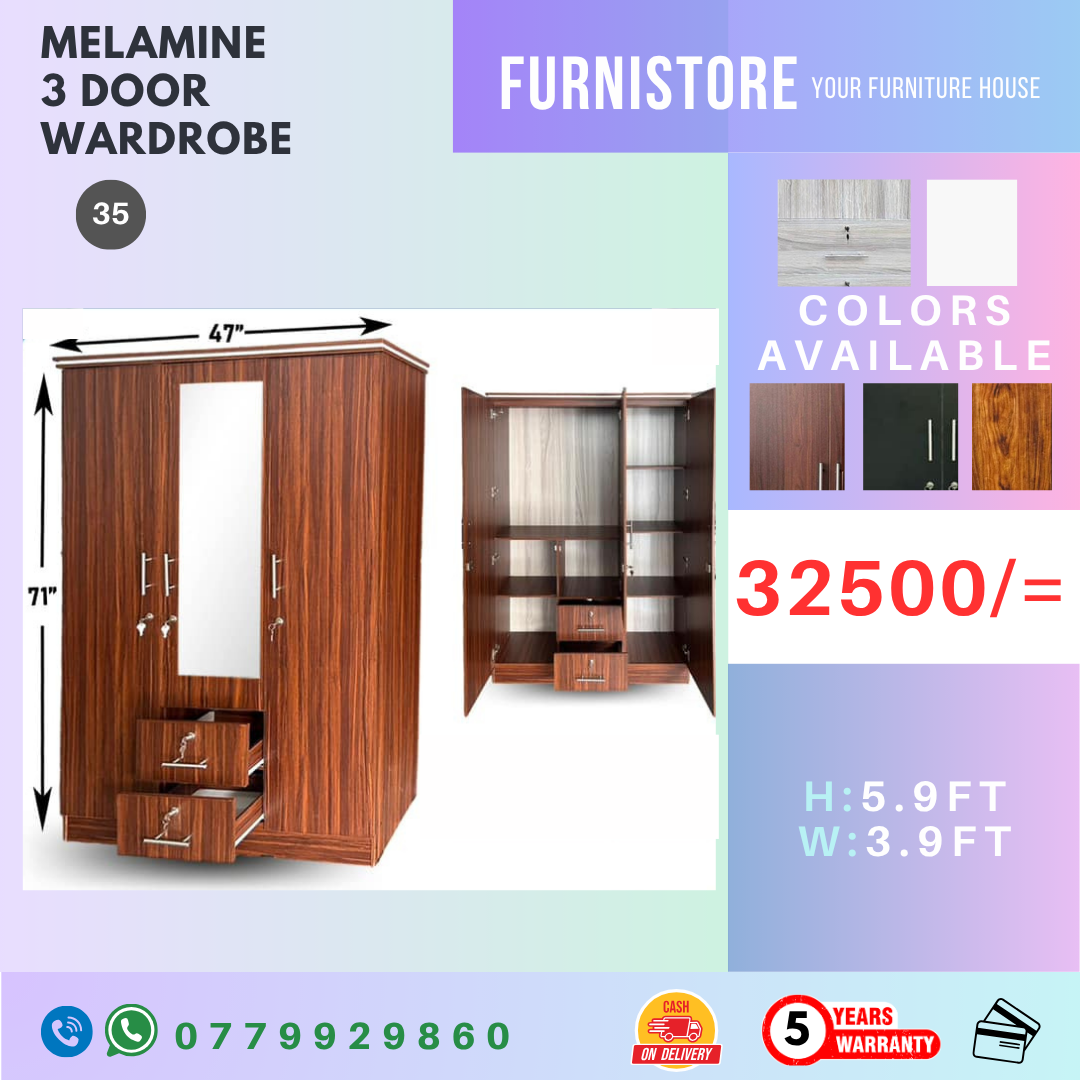 MELAMINE
3 DOOR
WARDROBE
FURNISTORE YOUR FURNITURE HOUSE
35
COLORS
AVAILABLE
47”
71”
32500/=
H:5.9FT
W:3.9FT
0779929860
CASH
ON DELIVERY
5 YEARS
WARRANTY